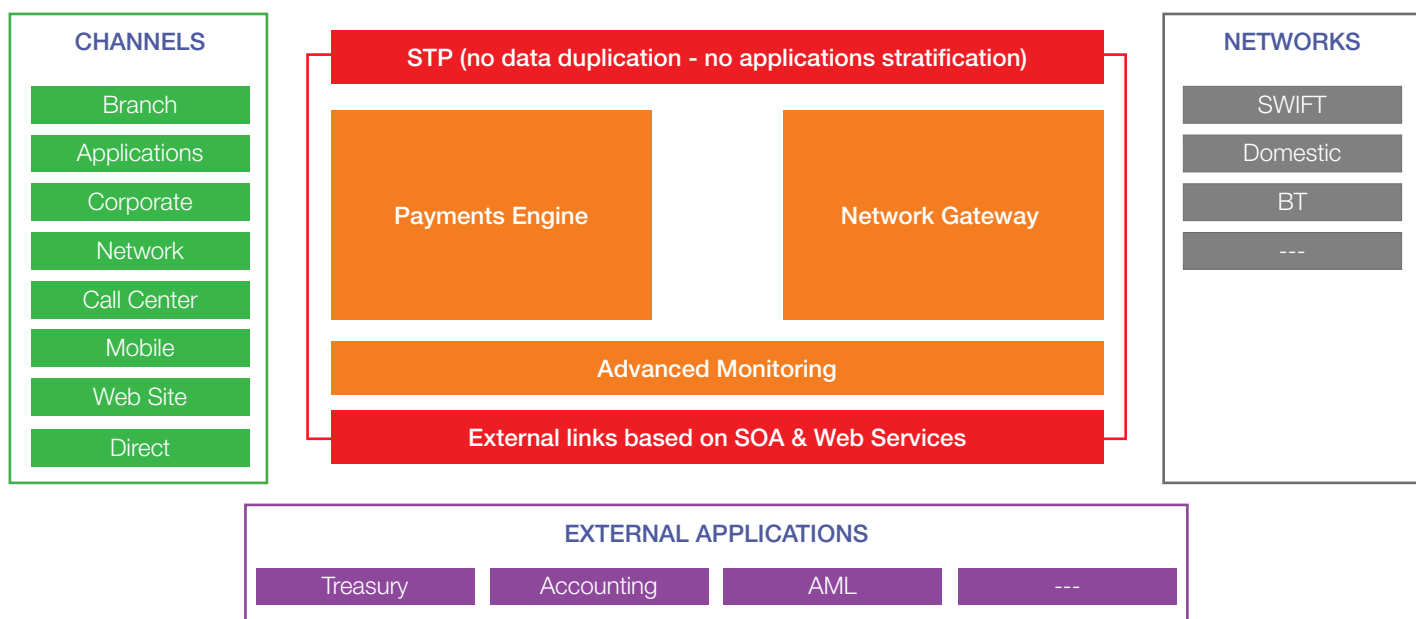 CHANNELS
Branch
Applications
Corporate
Network
Call Center
Mobile
Web Site
Direct
STP (no data duplication - no applications stratification)
Payments Engine
Network Gateway
Advanced Monitoring
External links based on SOA & Web Services
NETWORKS
SWIFT
Domestic
BT
---
EXTERNAL APPLICATIONS
Treasury
Accounting
AML
---